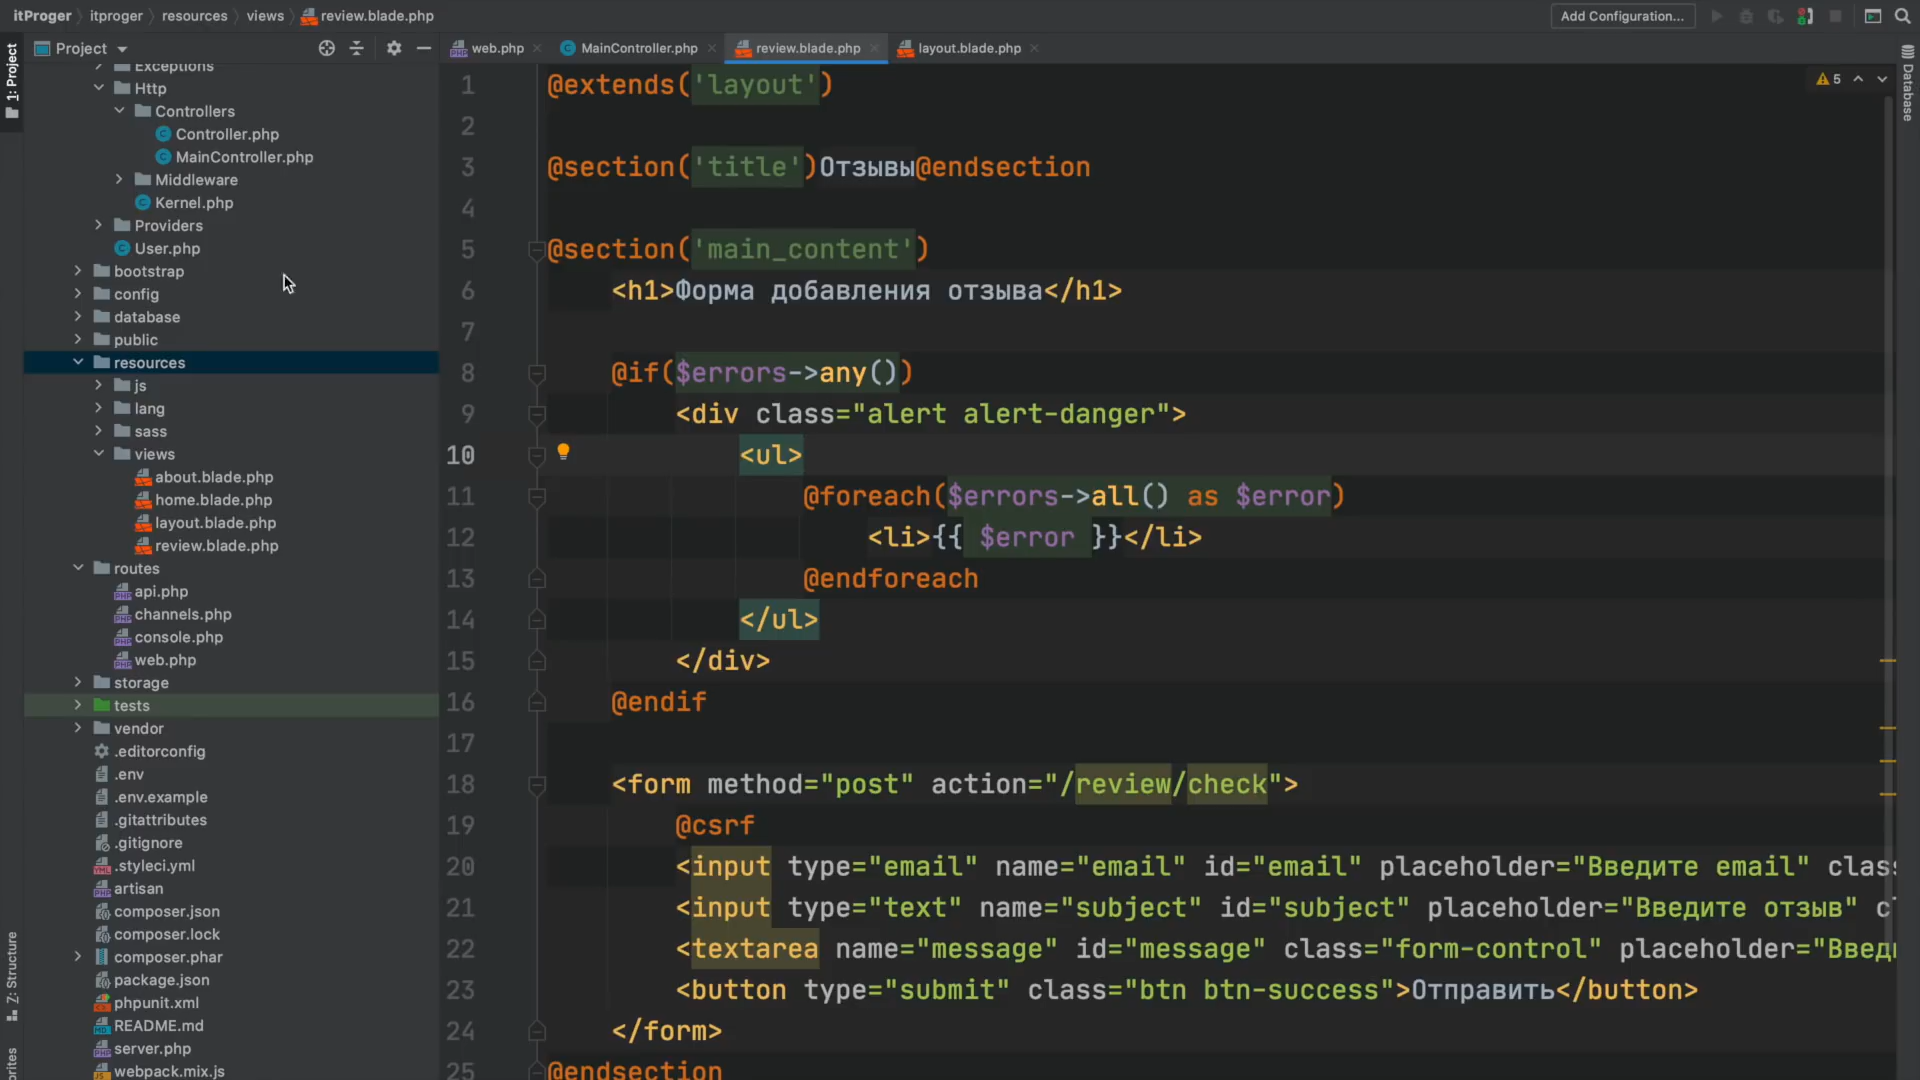 itProger itproger resources views review.blade.php
Add Configuration...
Project
web.php
MainController.php
review.blade.php
layout.blade.php
1: Project
Database
Z: Structure
Exceptions
Http
Controllers
Controller.php
MainController.php
Middleware
Kernel.php
Providers
User.php
bootstrap
config
database
public
resources
js
lang
sass
views
about.blade.php
home.blade.php
layout.blade.php
review.blade.php
routes
api.php
channels.php
console.php
web.php
storage
tests
vendor
.editorconfig
.env
.env.example
.gitattributes
.gitignore
.styleci.yml
artisan
composer.json
composer.lock
composer.phar
package.json
phpunit.xml
README.md
server.php
webpack.mix.js
5
1 @extends('layout')
2
3 @section('title')Отзывы@endsection
4
5 @section('main_content')
6 <h1>Форма добавления отзыва</h1>
7
8 @if($errors->any())
9 <div class="alert alert-danger">
10 <ul>
11 @foreach($errors->all() as $error)
12 <li>{{ $error }}</li>
13 @endforeach
14 </ul>
15 </div>
16 @endif
17
18 <form method="post" action="/review/check">
19 @csrf
20 <input type="email" name="email" id="email" placeholder="Введите email" clas
21 <input type="text" name="subject" id="subject" placeholder="Введите отзыв" c
22 <textarea name="message" id="message" class="form-control" placeholder="Введ
23 <button type="submit" class="btn btn-success">Отправить</button>
24 </form>
25 @endsection